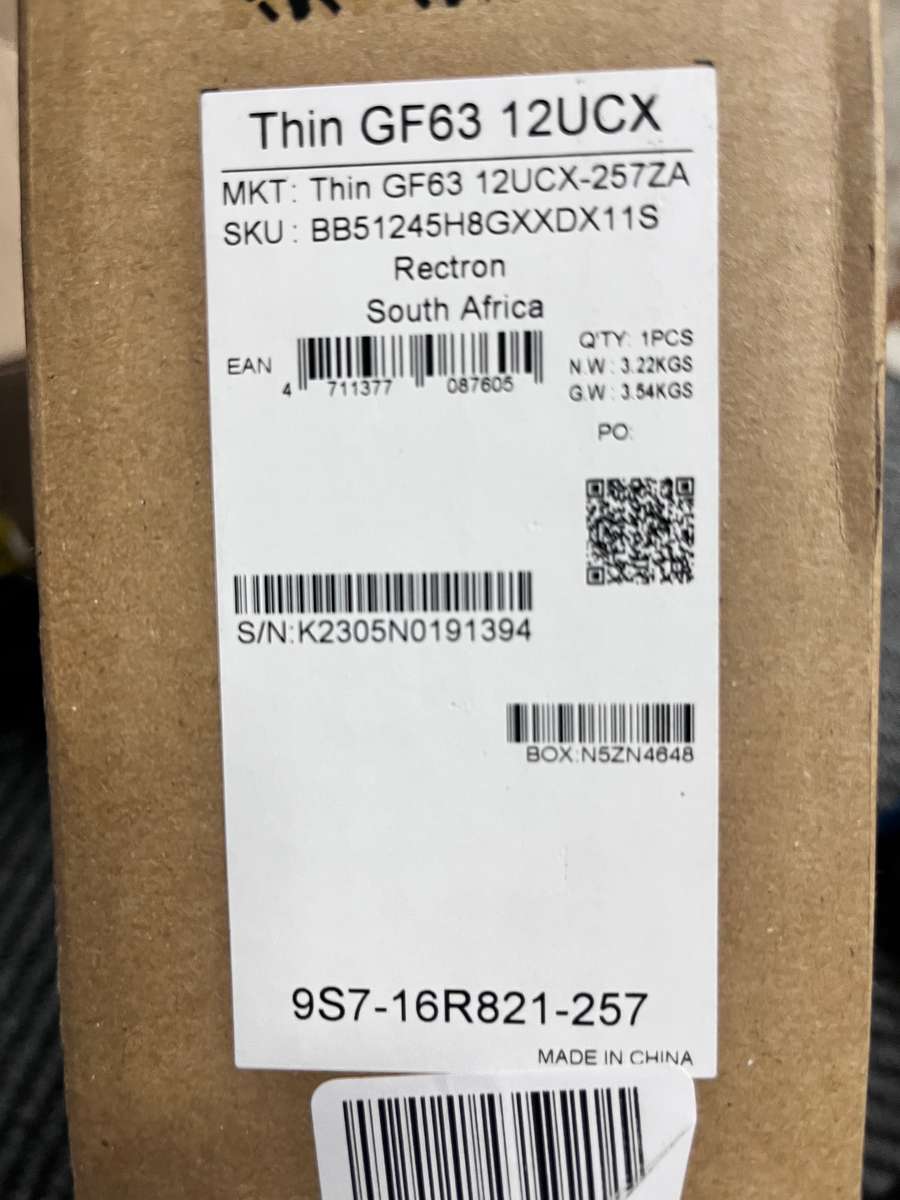 Thin GF63 12UCX
MKT: Thin GF63 12UCX-257ZA
SKU : BB51245H8GXXDX11S
Rectron
South Africa
EAN
4 711377 087605
Q'TY: 1PCS
N.W : 3.22KGS
G.W : 3.54KGS
PO:
S/N:K2305N0191394
BOX:N5ZN4648
9S7-16R821-257
MADE IN CHINA